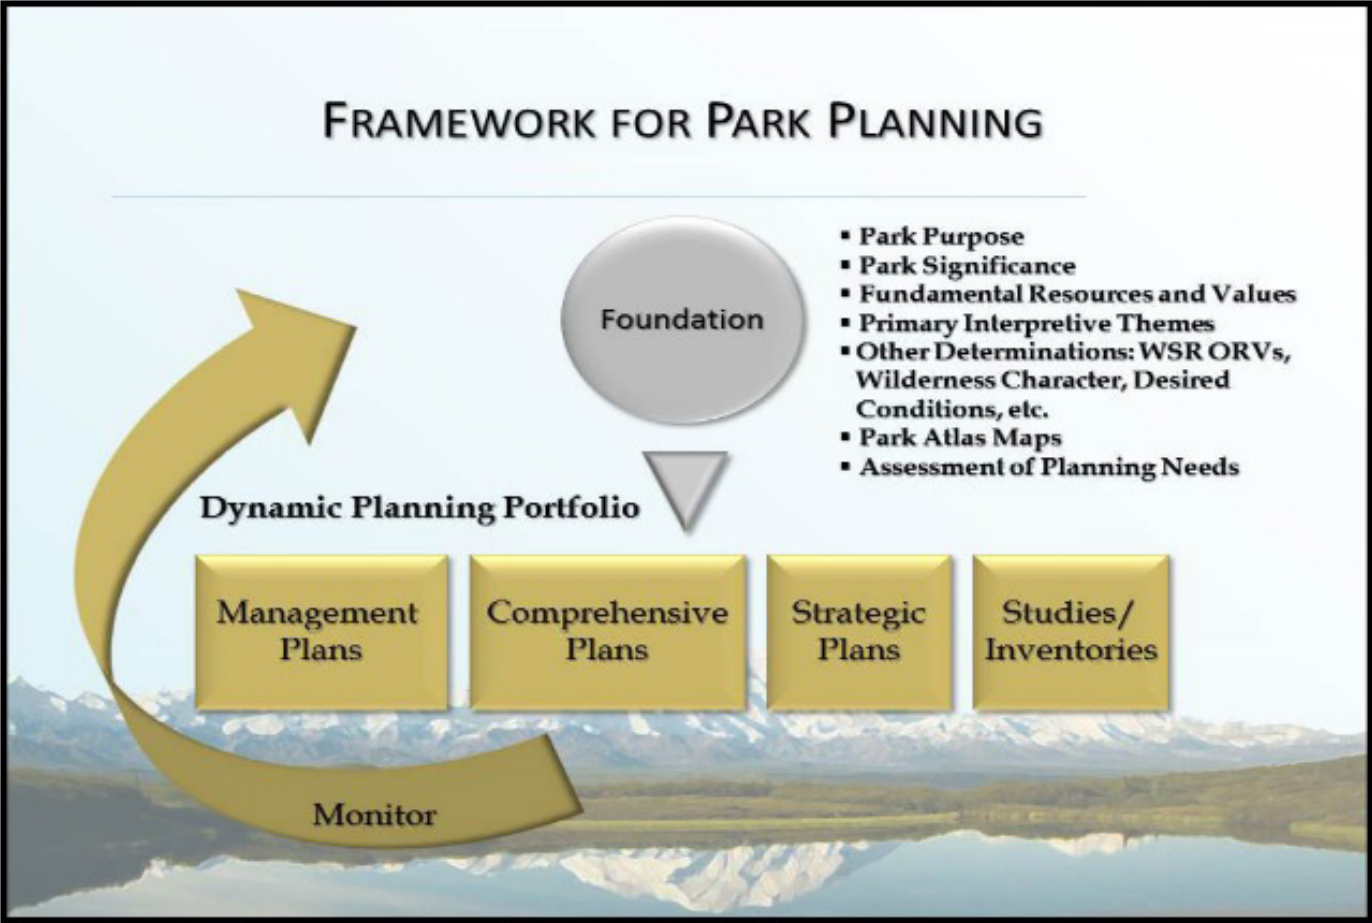 FRAMEWORK FOR PARK PLANNING
Foundation
▪ Park Purpose
▪ Park Significance
▪ Fundamental Resources and Values
▪ Primary Interpretive Themes
▪ Other Determinations: WSR ORVs,
Wilderness Character, Desired
Conditions, etc.
▪ Park Atlas Maps
▪ Assessment of Planning Needs
Dynamic Planning Portfolio
Management
Plans
Comprehensive
Plans
Strategic
Plans
Studies/
Inventories
Monitor